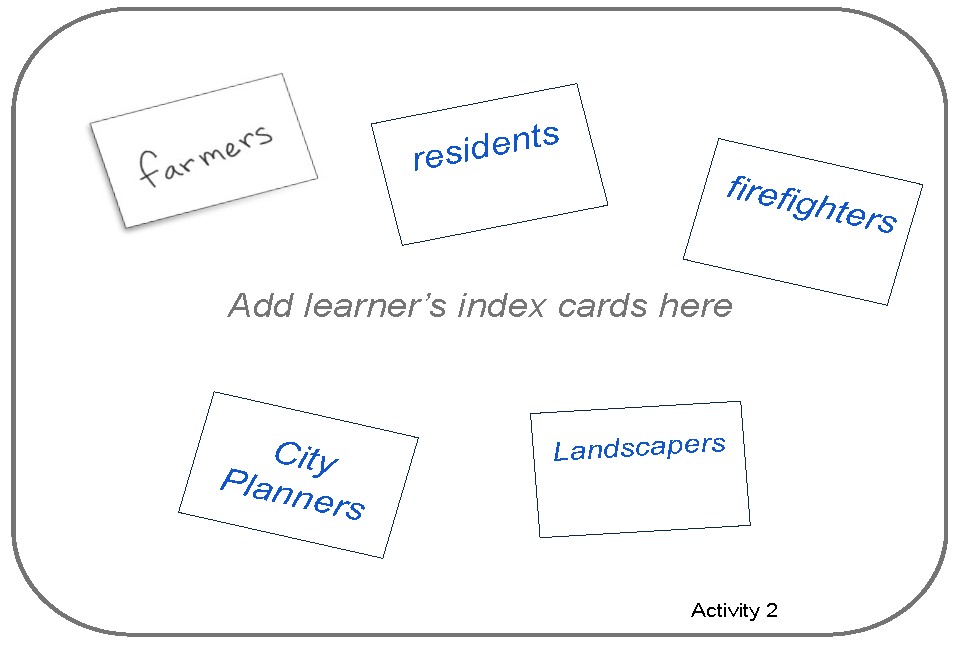 farmers
residents
firefighters
Add learner’s index cards here
City
Planners
Landscapers
Activity 2